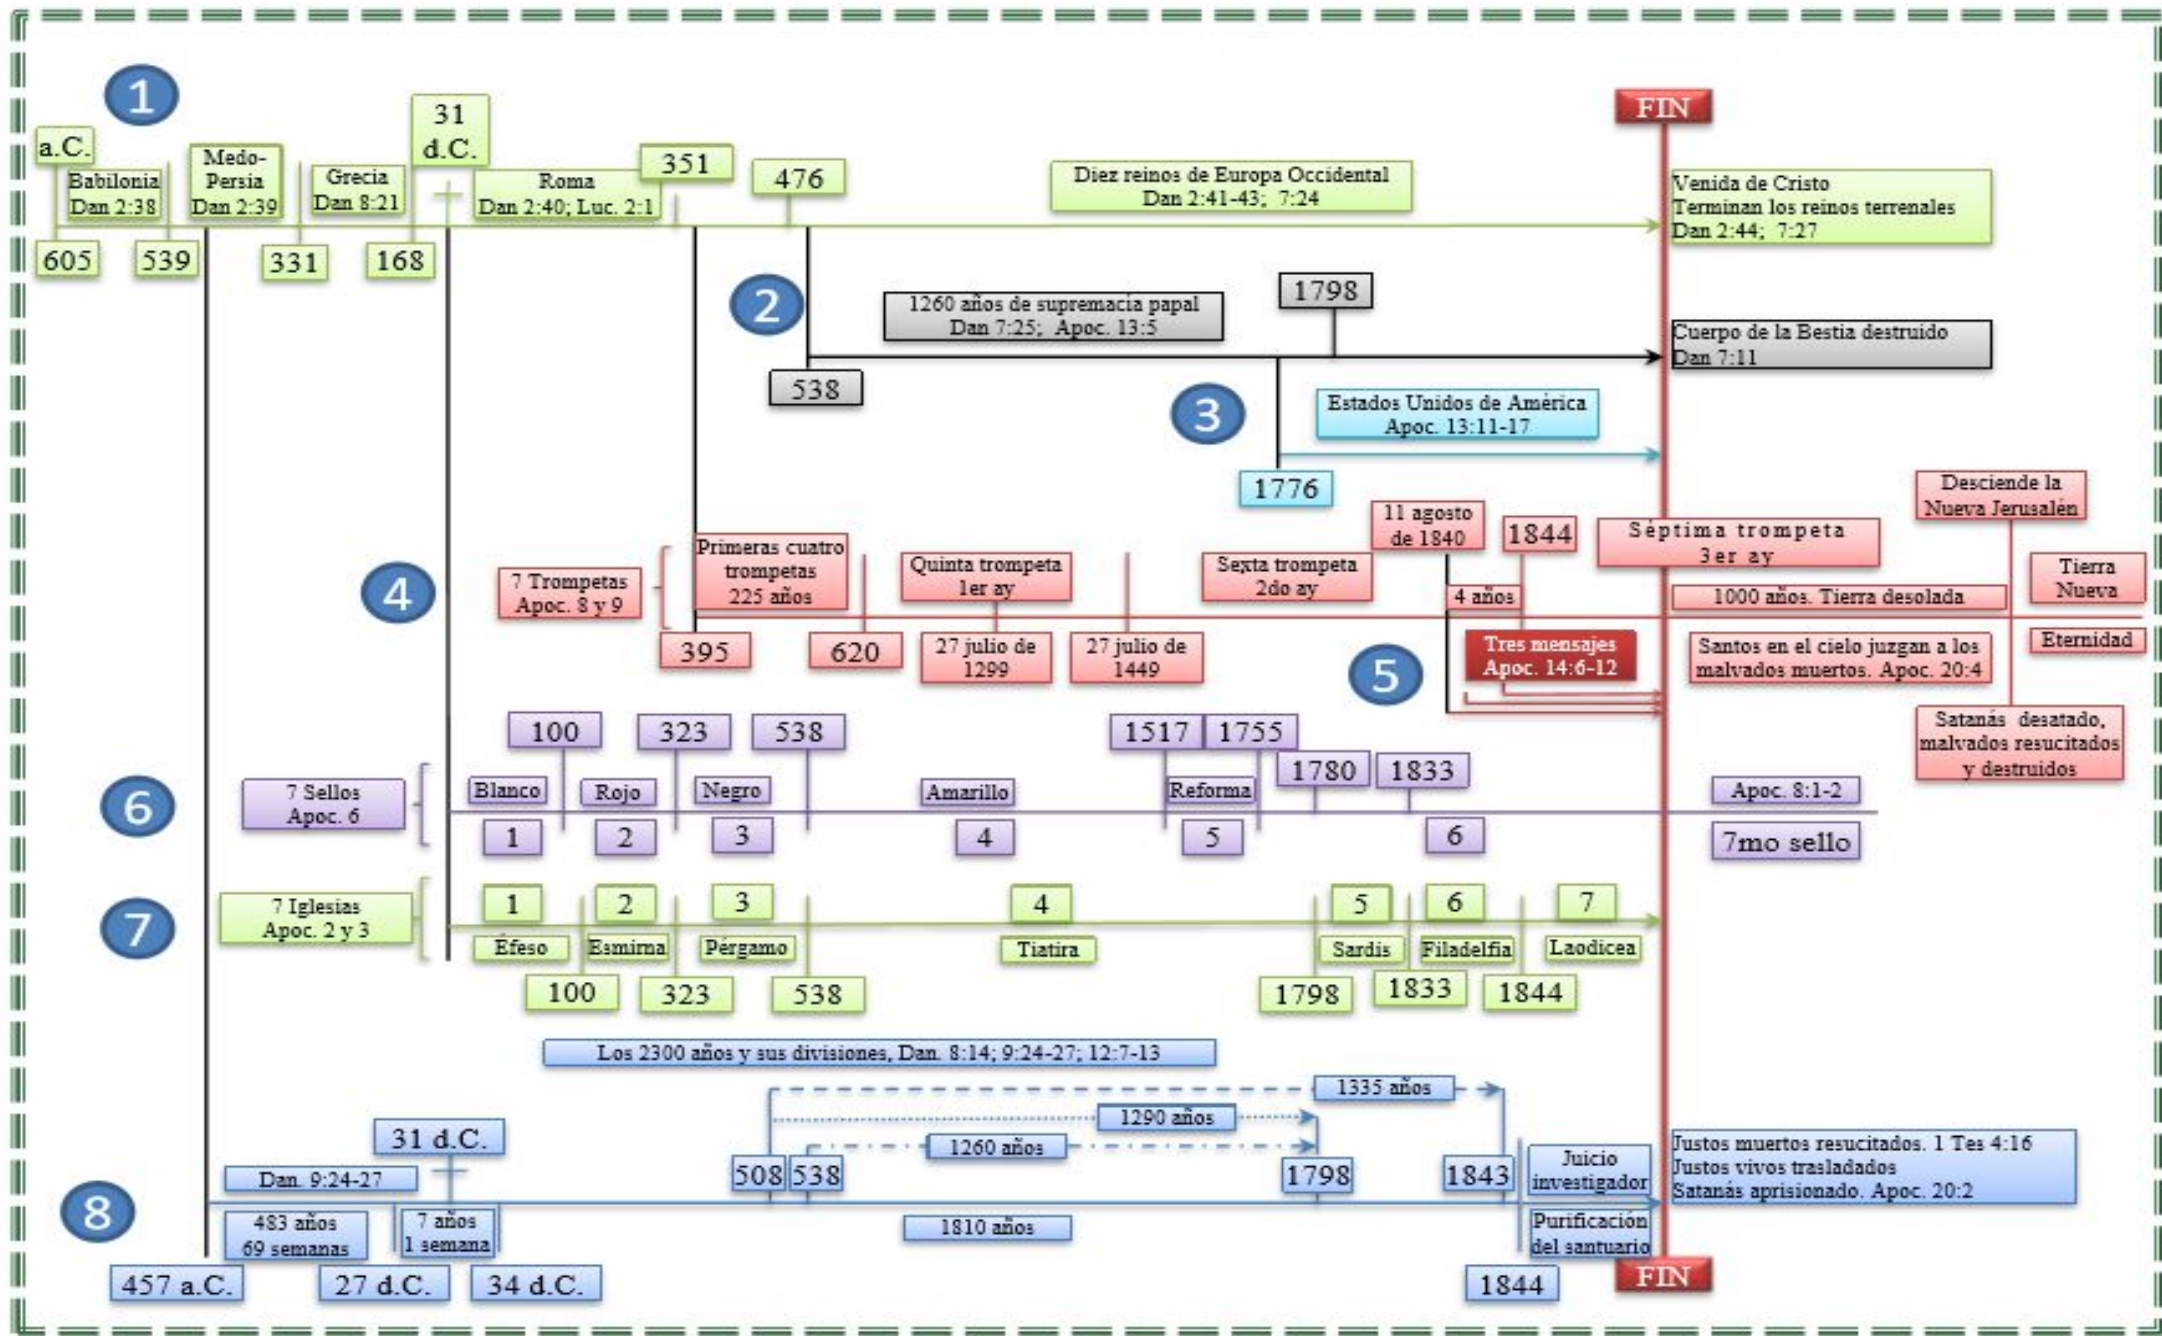 1
a.C.
Babilonia
Dan 2:38
Medo-
Persia
Dan 2:39
Grecia
Dan 8:21
31
d.C.
Roma
Dan 2:40; Luc. 2:1
351
476
Diez reinos de Europa Occidental
Dan 2:41-43; 7:24
FIN
Venida de Cristo
Terminan los reinos terrenales
Dan 2:44; 7:27
605
539
331
168
2
1260 años de supremacía papal
Dan 7:25; Apoc. 13:5
1798
Cuerpo de la Bestia destruido
Dan 7:11
538
3
Estados Unidos de América
Apoc. 13:11-17
1776
4
7 Trompetas
Apoc. 8 y 9
Primeras cuatro
trompetas
225 años
Quinta trompeta
1er ay
Sexta trompeta
2do ay
11 agosto
de 1840
1844
4 años
Séptima trompeta
3er ay
Desciende la
Nueva Jerusalén
1000 años. Tierra desolada
Tierra
Nueva
395
620
27 julio de
1299
27 julio de
1449
5
Tres mensajes
Apoc. 14:6-12
Santos en el cielo juzgan a los
malvados muertos. Apoc. 20:4
Eternidad
Satanás desatado,
malvados resucitados
y destruidos
6
7 Sellos
Apoc. 6
100
323
538
1517
1755
1780
1833
Blanco
Rojo
Negro
Amarillo
Reforma
Apoc. 8:1-2
1
2
3
4
5
6
7mo sello
7
7 Iglesias
Apoc. 2 y 3
1
2
3
4
5
6
7
Éfeso
Esmirna
Pérgamo
Tiatira
Sardis
Filadelfia
Laodicea
100
323
538
1798
1833
1844
Los 2300 años y sus divisiones, Dan. 8:14; 9:24-27; 12:7-13
1335 años
1290 años
1260 años
8
Dan. 9:24-27
31 d.C.
508
538
1798
1843
Juicio
investigador
Justos muertos resucitados. 1 Tes 4:16
Justos vivos trasladados
Satanás aprisionado. Apoc. 20:2
483 años
69 semanas
7 años
1 semana
1810 años
Purificación
del santuario
457 a.C.
27 d.C.
34 d.C.
1844
FIN